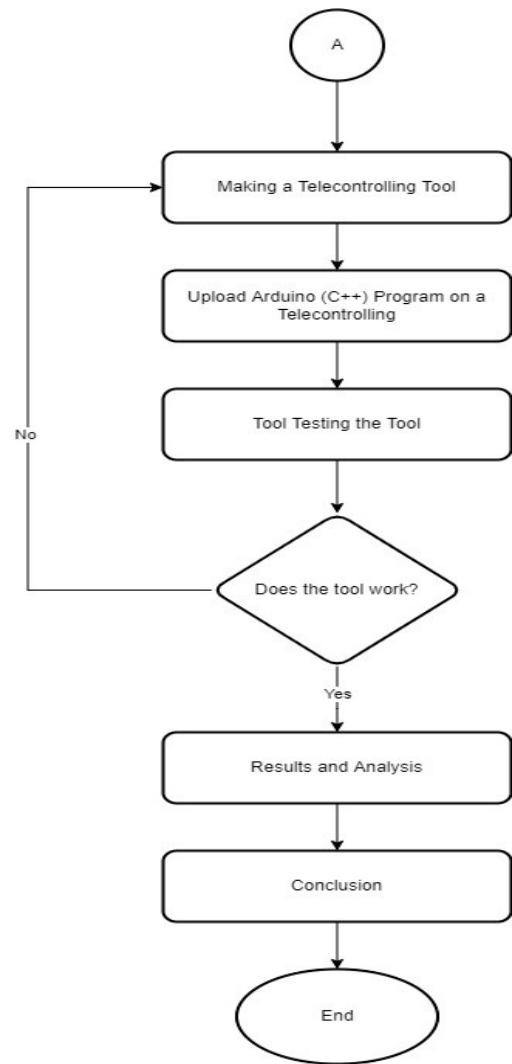 A
Making a Telecontrolling Tool
Upload Arduino (C++) Program on a
Telecontrolling
Tool Testing the Tool
No
Does the tool work?
Yes
Results and Analysis
Conclusion
End